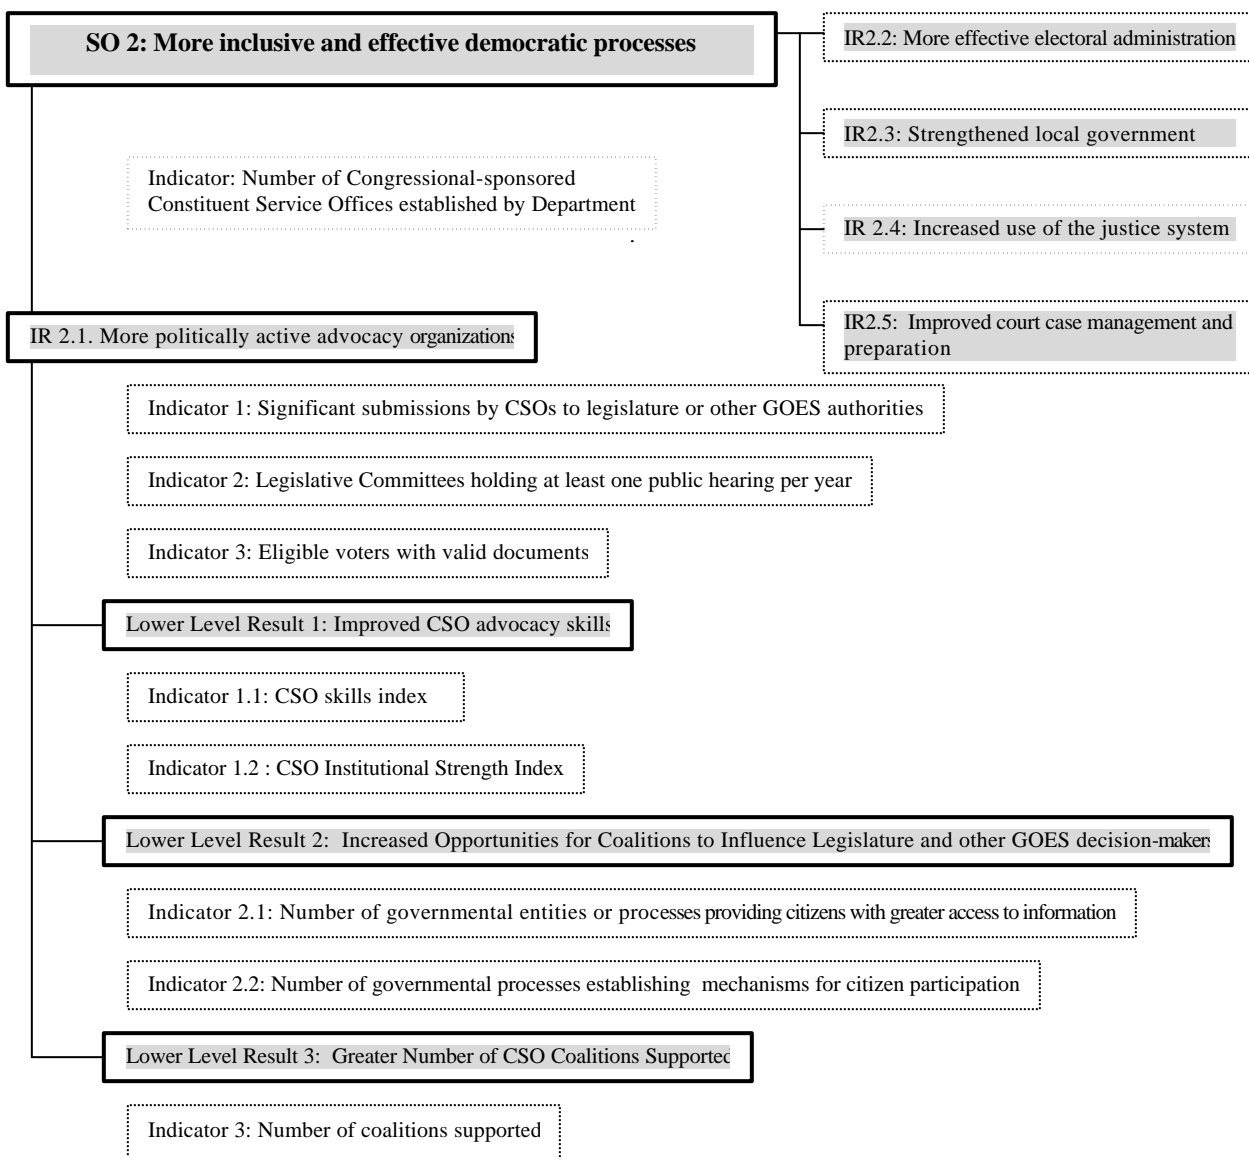 SO 2: More inclusive and effective democratic processes
IR2.2: More effective electoral administration
IR2.3: Strengthened local government
Indicator: Number of Congressional-sponsored
Constituent Service Offices established by Department
.
IR 2.4: Increased use of the justice system
IR2.5: Improved court case management and
preparation
IR 2.1. More politically active advocacy organizations
Indicator 1: Significant submissions by CSOs to legislature or other GOES authorities
Indicator 2: Legislative Committees holding at least one public hearing per year
Indicator 3: Eligible voters with valid documents
Lower Level Result 1: Improved CSO advocacy skills
Indicator 1.1: CSO skills index
Indicator 1.2 : CSO Institutional Strength Index
Lower Level Result 2: Increased Opportunities for Coalitions to Influence Legislature and other GOES decision-makers
Indicator 2.1: Number of governmental entities or processes providing citizens with greater access to information
Indicator 2.2: Number of governmental processes establishing mechanisms for citizen participation
Lower Level Result 3: Greater Number of CSO Coalitions Supported
Indicator 3: Number of coalitions supported